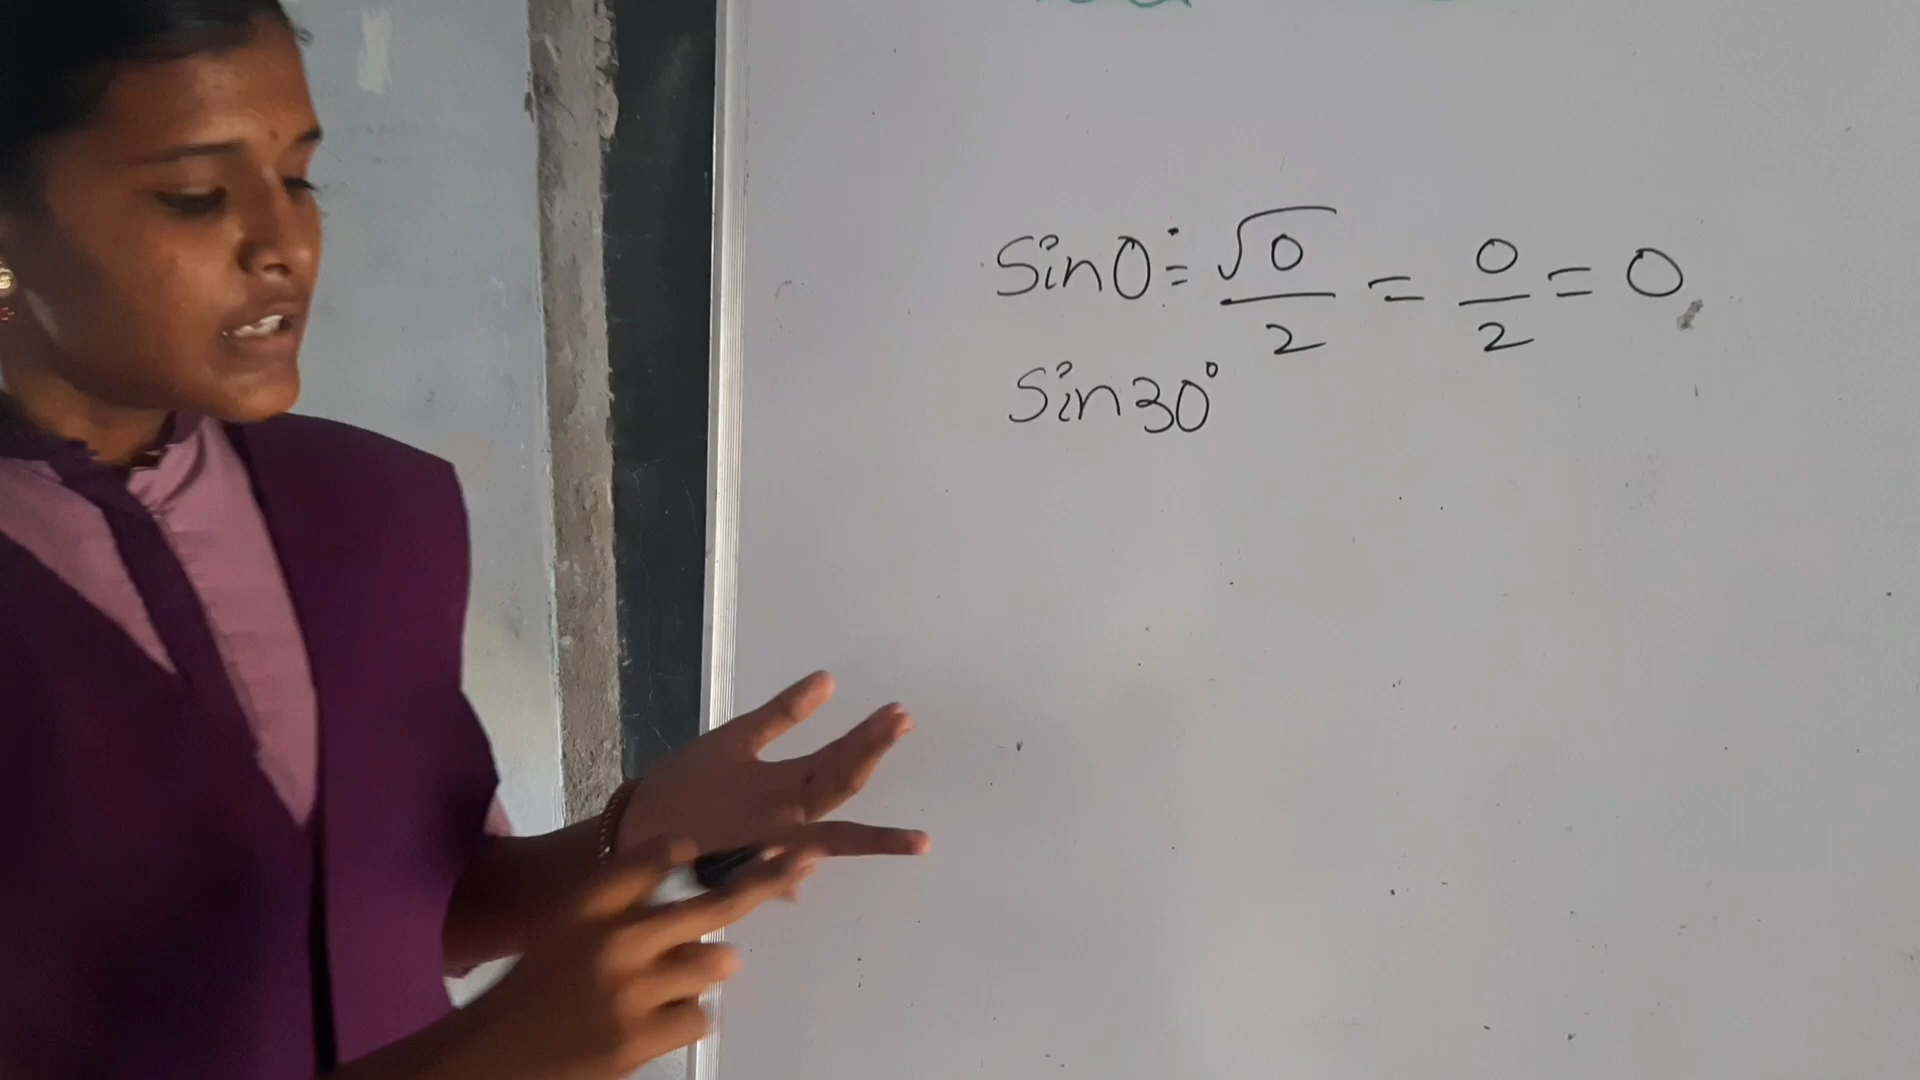 Sin0° = √0/2 = 0/2 = 0
Sin30°